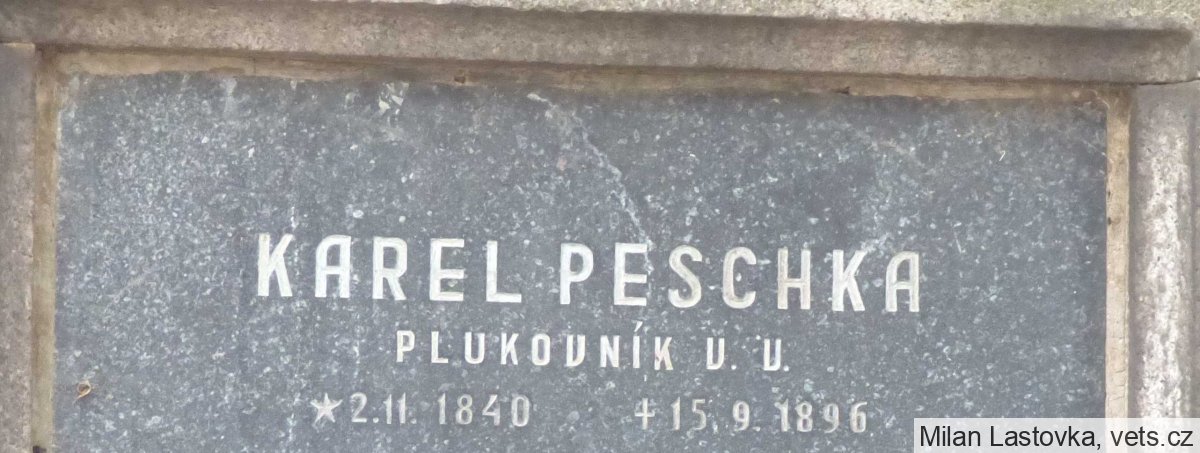 KAREL PESCHKA
PLUKOVNÍK V. V.
★ 2.11. 1840   ✝ 15.9.1896
Milan Lastovka, vets.cz